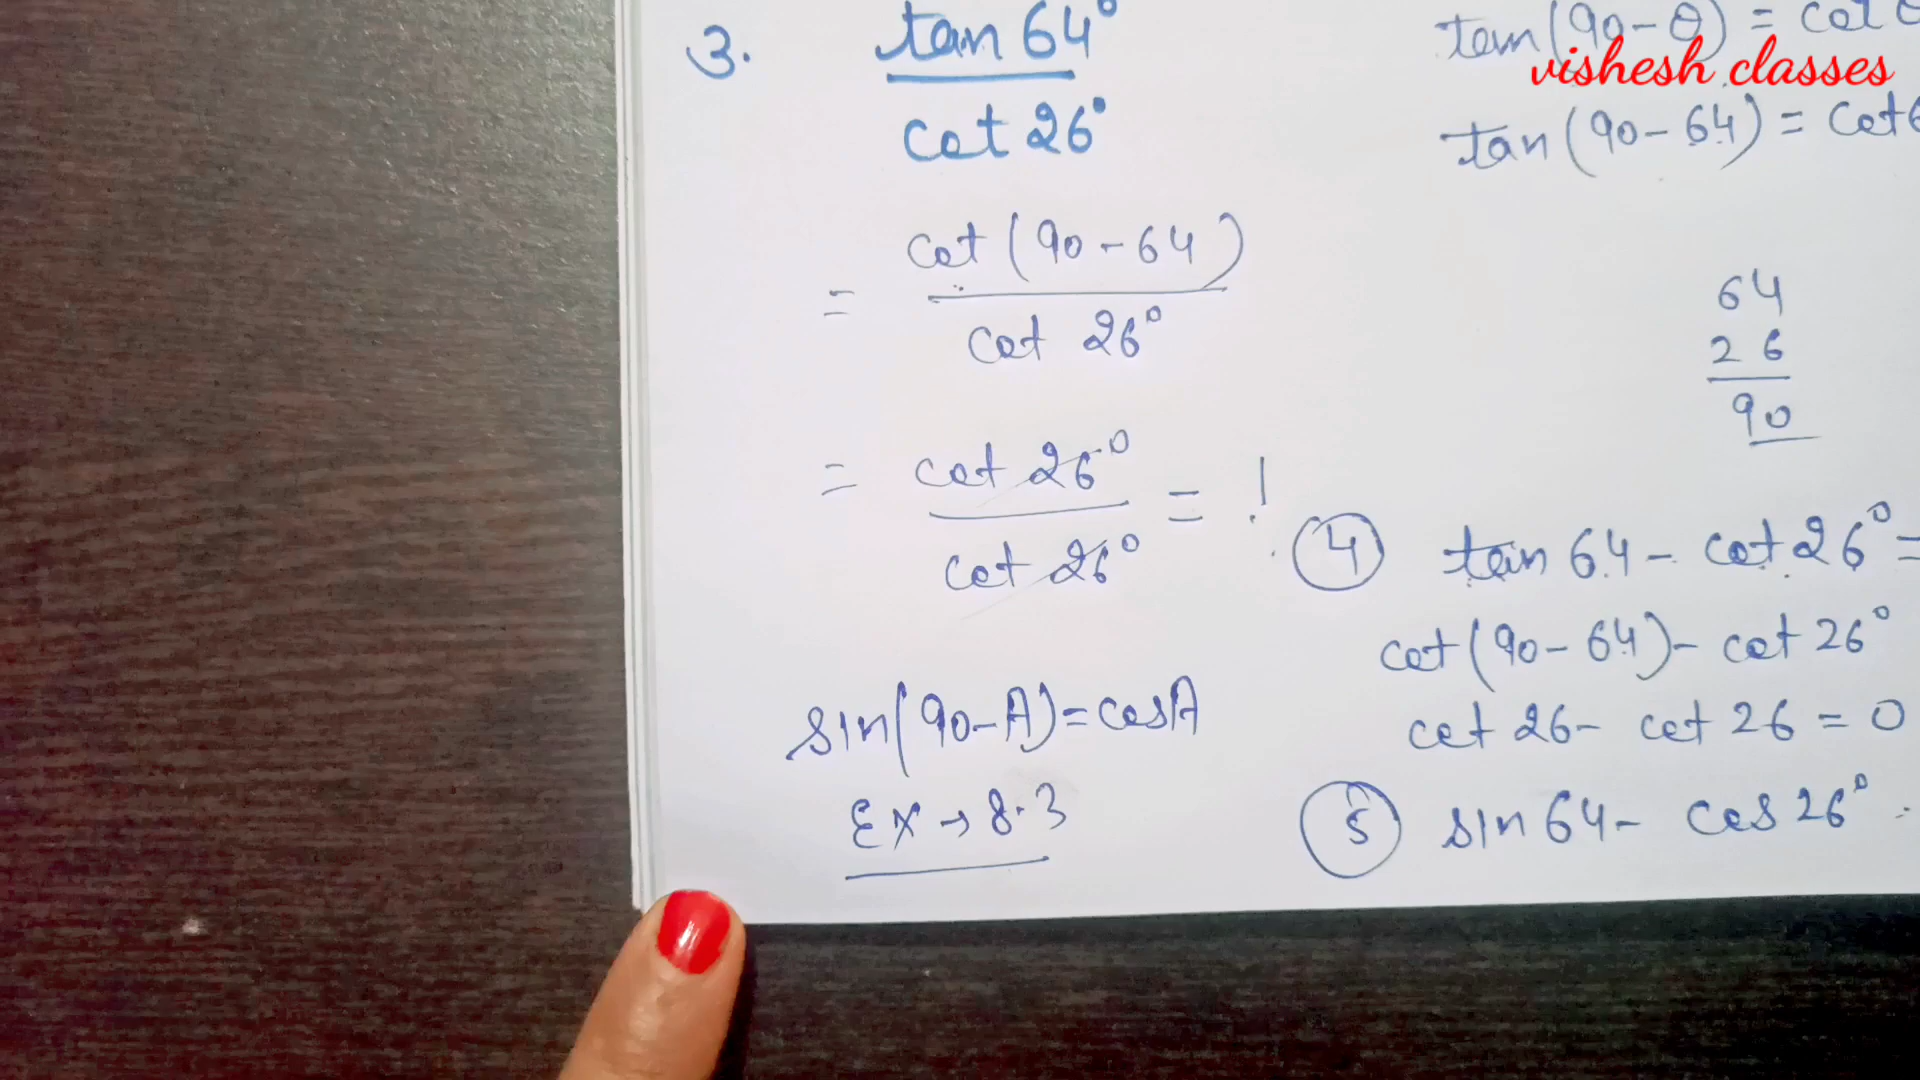 3. tan 64°
cot 26°
= cot (90 - 64)
cot 26°
= cot 26°
cot 26° = 1
sin(90-A)=cosA
Ex → 8.3
tan(90-θ) = cot θ
vishesh classes
tan(90-64) = cot6
64
26
90
4 tan 64 - cot 26° =
cot(90-64) - cot 26°
cot 26 - cot 26 = 0
5 sin 64 - cos 26°